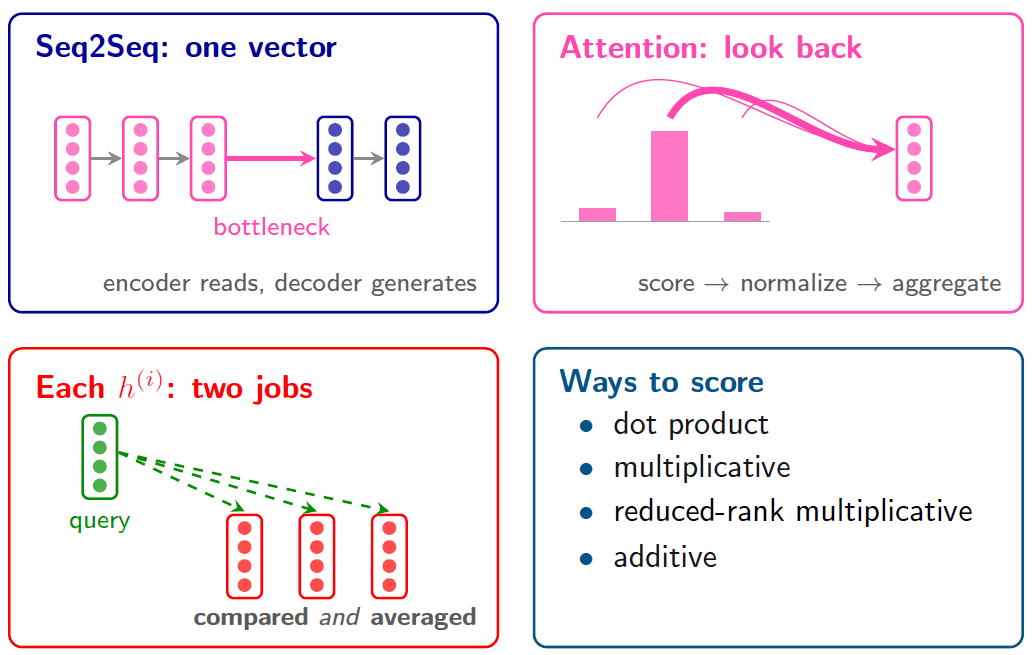 Seq2Seq: one vector
bottleneck
encoder reads, decoder generates
Attention: look back
score → normalize → aggregate
Each h^(i): two jobs
query
compared and averaged
Ways to score
• dot product
• multiplicative
• reduced-rank multiplicative
• additive